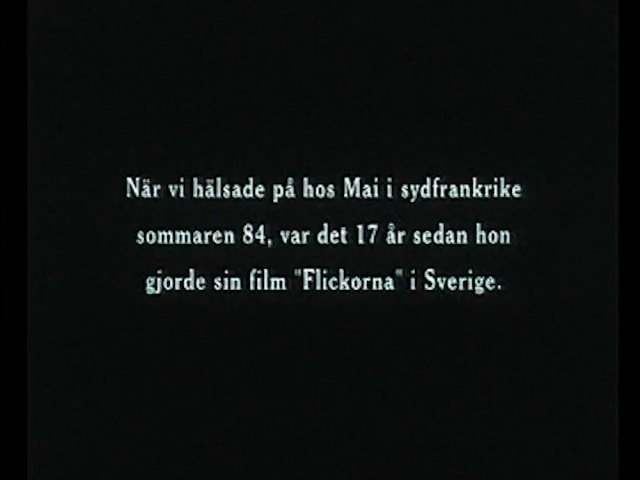 När vi hälsade på hos Mai i sydfrankrike
sommaren 84, var det 17 år sedan hon
gjorde sin film "Flickorna" i Sverige.